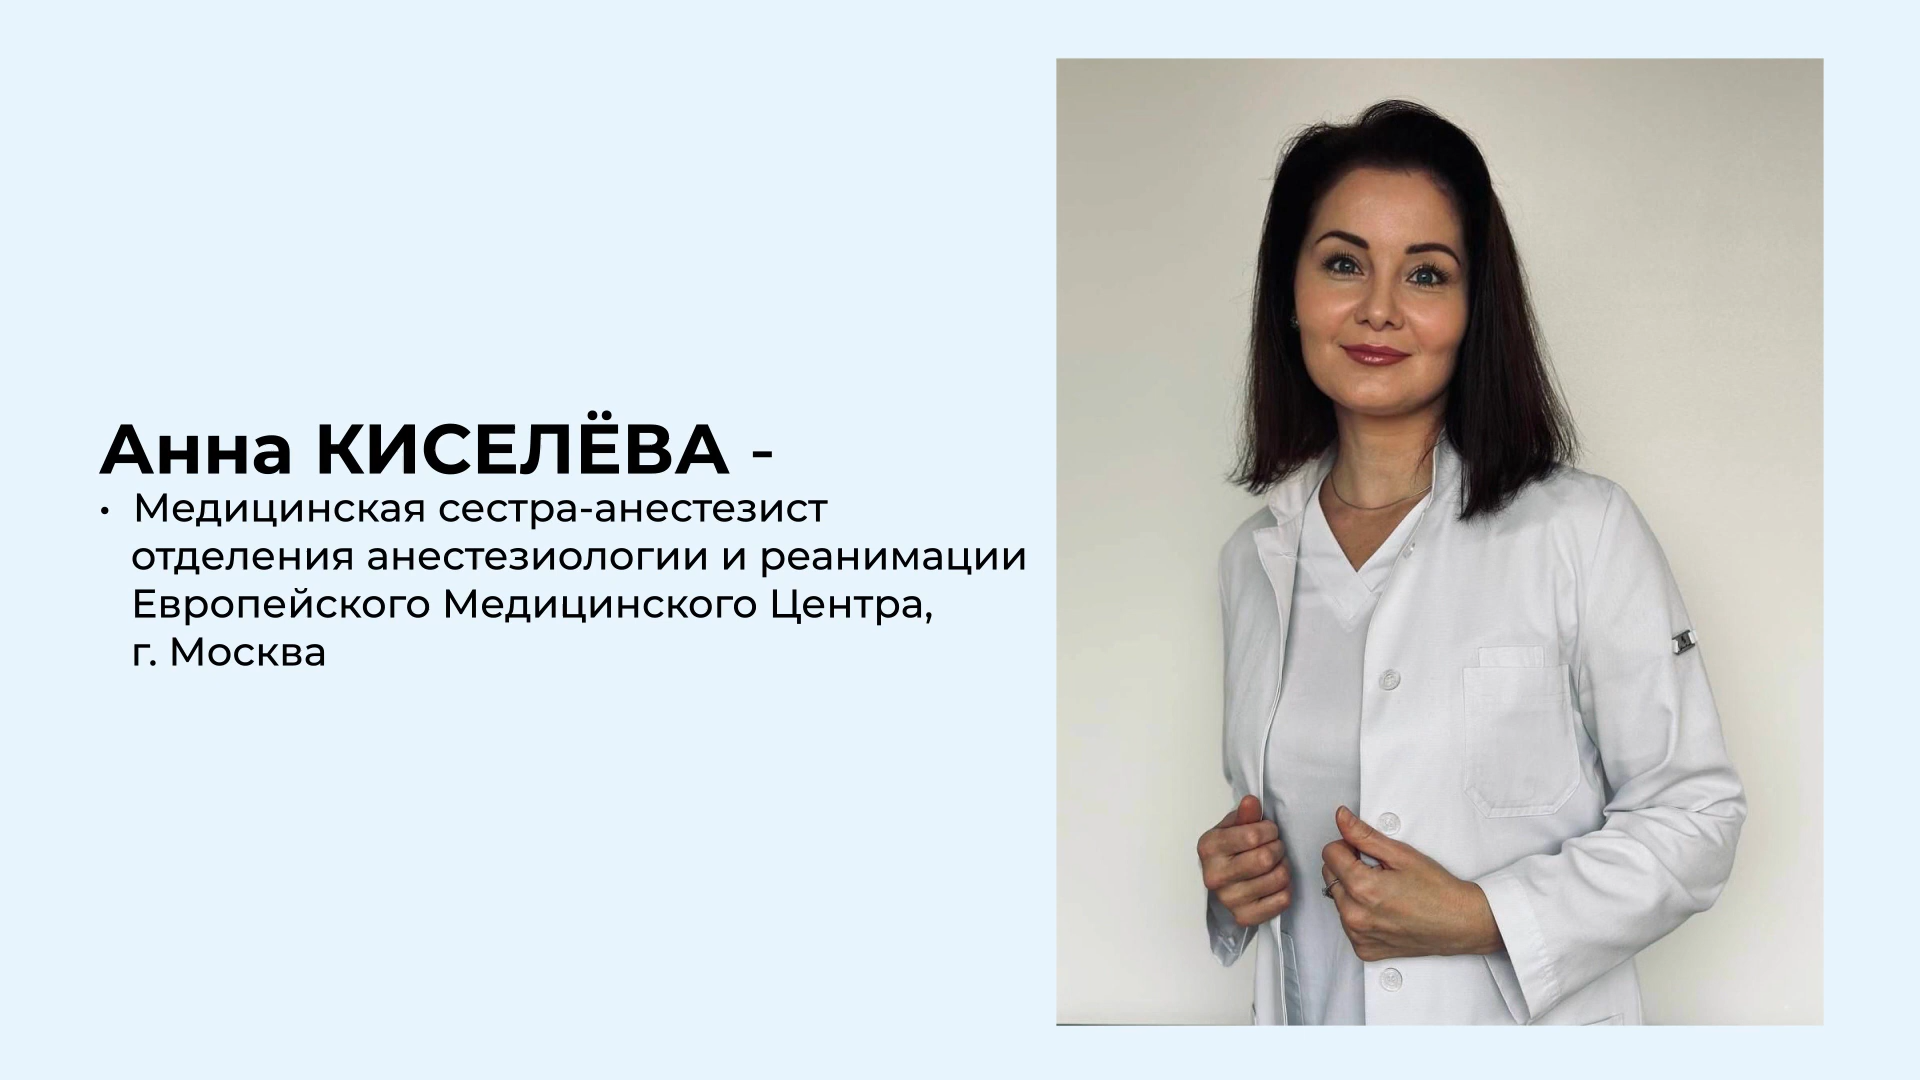 Анна КИСЕЛЁВА -
• Медицинская сестра-анестезист
отделения анестезиологии и реанимации
Европейского Медицинского Центра,
г. Москва